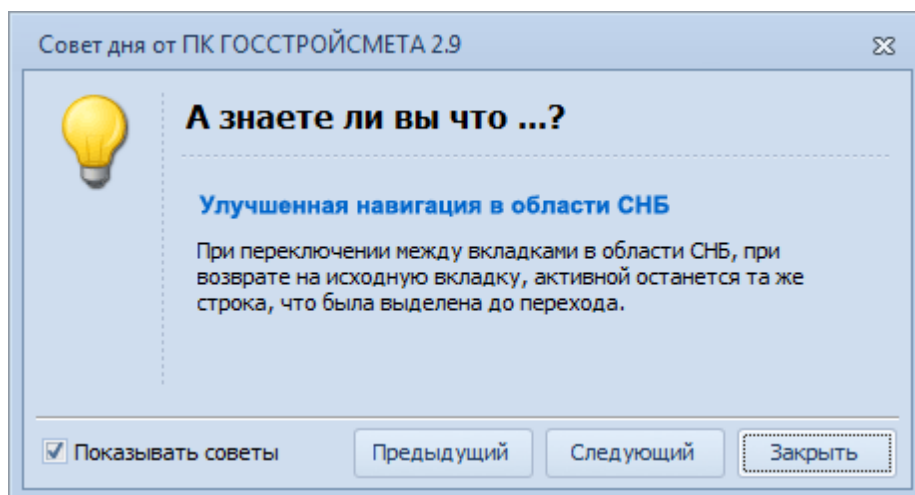 Совет дня от ПК ГОССТРОЙСМЕТА 2.9
А знаете ли вы что ...?
Улучшенная навигация в области СНБ
При переключении между вкладками в области СНБ, при
возврате на исходную вкладку, активной останется та же
строка, что была выделена до перехода.
Показывать советы
Предыдущий
Следующий
Закрыть